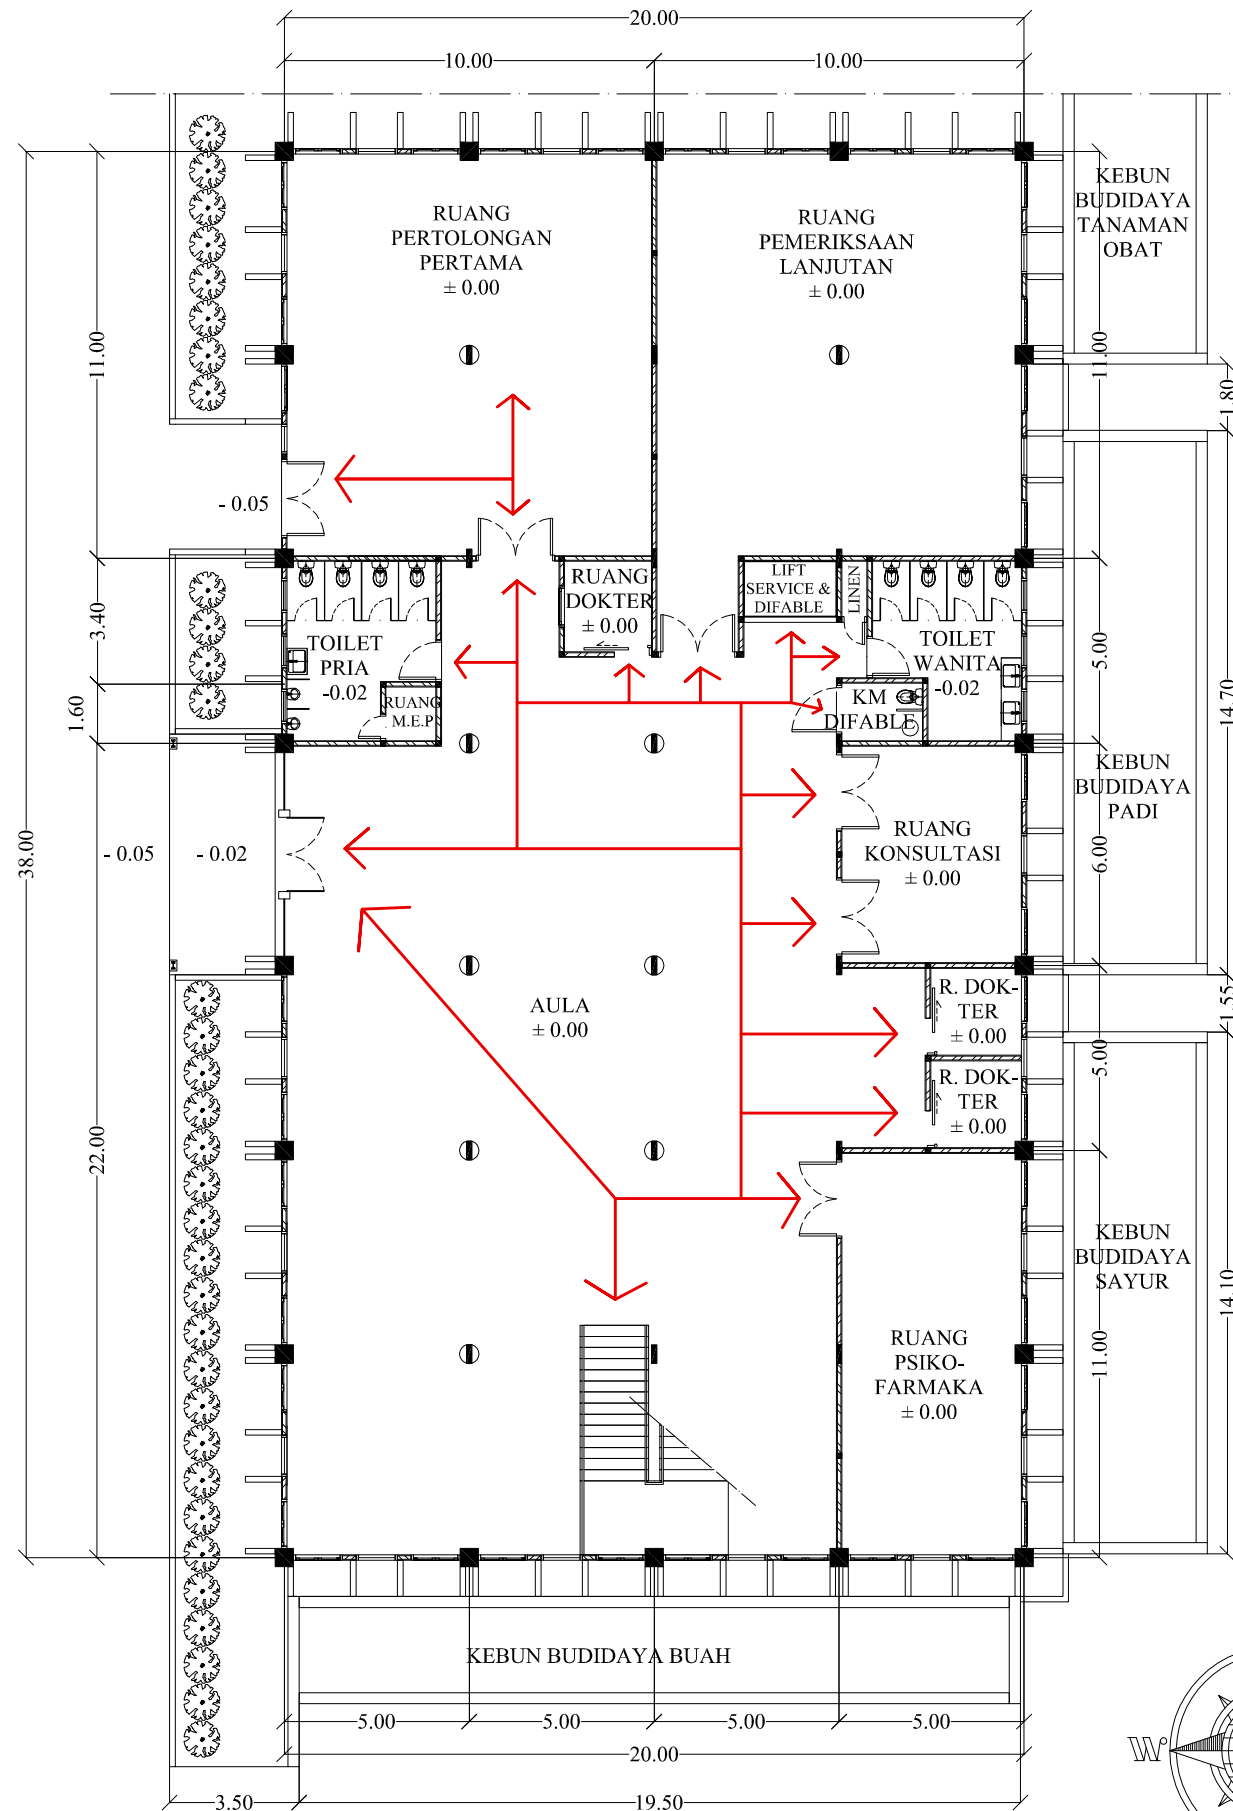 20.00
10.00
10.00
RUANG
PERTOLONGAN
PERTAMA
± 0.00
RUANG
PEMERIKSAAN
LANJUTAN
± 0.00
KEBUN
BUDIDAYA
TANAMAN
OBAT
11.00
11.00
1.80
- 0.05
RUANG
DOKTER
± 0.00
LIFT
SERVICE &
DIFABLE
LINEN
TOILET
PRIA
-0.02
RUANG
M.E.P
TOILET
WANITA
-0.02
KM
DIFABLE
3.40
1.60
5.00
14.70
38.00
- 0.05
- 0.02
RUANG
KONSULTASI
± 0.00
KEBUN
BUDIDAYA
PADI
6.00
AULA
± 0.00
R. DOK-
TER
± 0.00
R. DOK-
TER
± 0.00
1.55
5.00
22.00
KEBUN
BUDIDAYA
SAYUR
14.10
11.00
RUANG
PSIKO-
FARMAKA
± 0.00
KEBUN BUDIDAYA BUAH
5.00
5.00
5.00
5.00
20.00
W
3.50
19.50